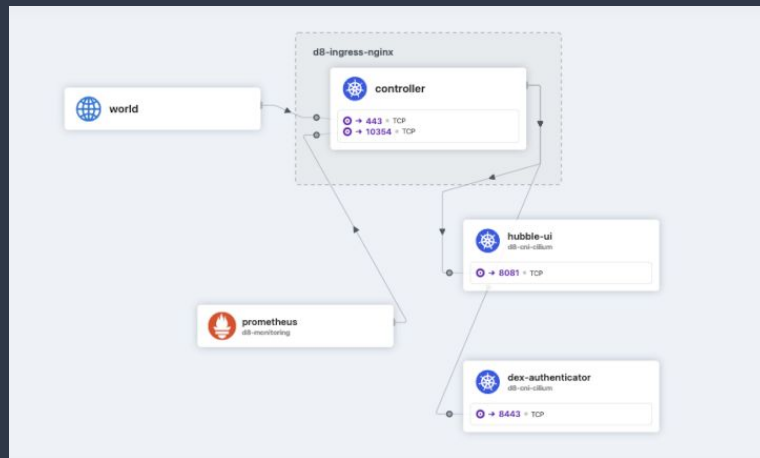 d8-ingress-nginx
world
controller
→ 443 • TCP
→ 10354 • TCP
hubble-ui
d8-cni-cilium
→ 8081 • TCP
prometheus
d8-monitoring
dex-authenticator
d8-cni-cilium
→ 8443 • TCP